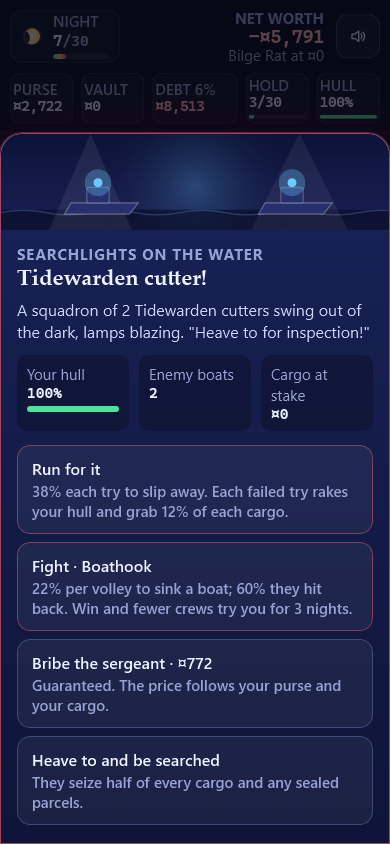 NIGHT
7/30
NET WORTH
−¤5,791
Bilge Rat at ¤0
PURSE
¤2,722
VAULT
¤0
DEBT 6%
¤8,513
HOLD
3/30
HULL
100%
SEARCHLIGHTS ON THE WATER
Tidewarden cutter!
A squadron of 2 Tidewarden cutters swing out of
the dark, lamps blazing. "Heave to for inspection!"
Your hull
100%
Enemy boats
2
Cargo at
stake
¤0
Run for it
38% each try to slip away. Each failed try rakes
your hull and grab 12% of each cargo.
Fight · Boathook
22% per volley to sink a boat; 60% they hit
back. Win and fewer crews try you for 3 nights.
Bribe the sergeant · ¤772
Guaranteed. The price follows your purse and
your cargo.
Heave to and be searched
They seize half of every cargo and any sealed
parcels.